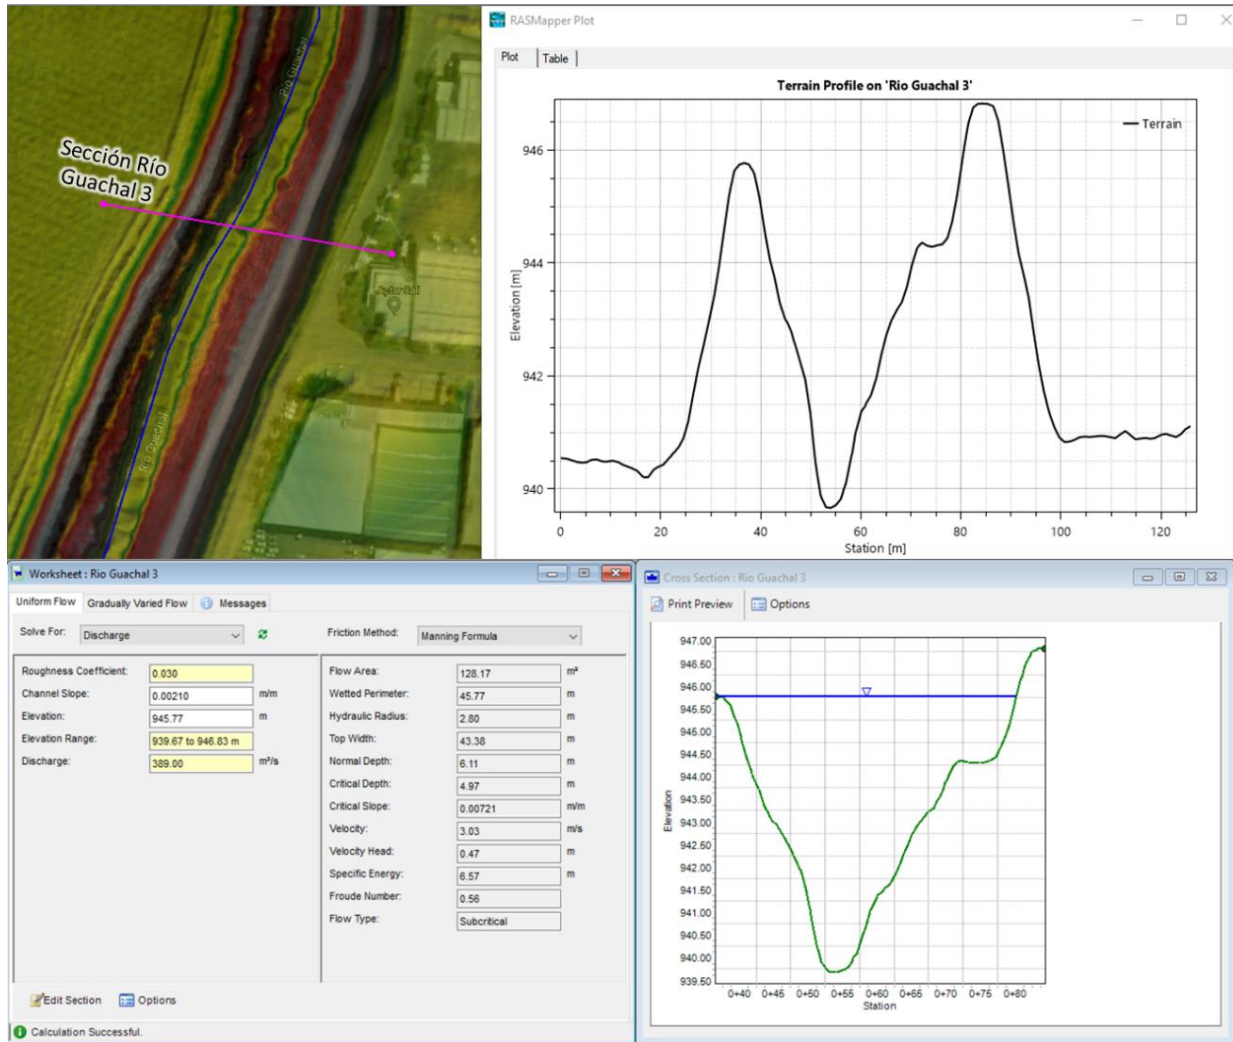 Río Guachal
Sección Río
Guachal 3
Río Guachal
RASMapper Plot
Plot
Table
Terrain Profile on 'Rio Guachal 3'
Terrain
946
944
942
940
Elevation [m]
0
20
40
60
80
100
120
Station [m]
Worksheet : Rio Guachal 3
Uniform Flow
Gradually Varied Flow
Messages
Solve For:
Discharge
Friction Method:
Manning Formula
Roughness Coefficient:
0.030
Channel Slope:
0.00210
m/m
Elevation:
945.77
m
Elevation Range:
939.67 to 946.83 m
Discharge:
389.00
m³/s
Flow Area:
128.17
m²
Wetted Perimeter:
45.77
m
Hydraulic Radius:
2.80
m
Top Width:
43.38
m
Normal Depth:
6.11
m
Critical Depth:
4.97
m
Critical Slope:
0.00721
m/m
Velocity:
3.03
m/s
Velocity Head:
0.47
m
Specific Energy:
6.57
m
Froude Number:
0.56
Flow Type:
Subcritical
Edit Section
Options
Calculation Successful.
Cross Section : Rio Guachal 3
Print Preview
Options
947.00
946.50
946.00
945.50
945.00
944.50
944.00
943.50
943.00
942.50
942.00
941.50
941.00
940.50
940.00
939.50
Elevation
0+40
0+45
0+50
0+55
0+60
0+65
0+70
0+75
0+80
Station